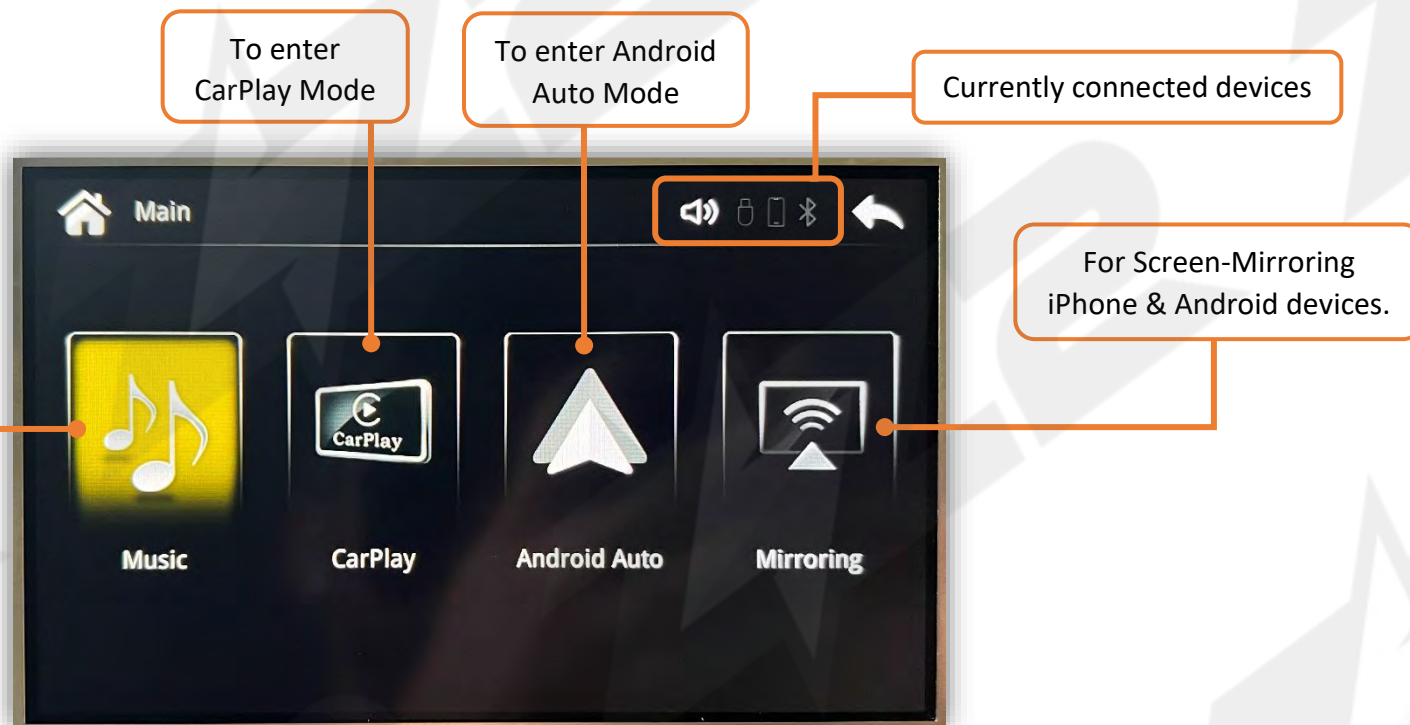 To enter
CarPlay Mode
To enter Android
Auto Mode
Currently connected devices
Main
For Screen-Mirroring
iPhone & Android devices.
CarPlay
Music
CarPlay
Android Auto
Mirroring